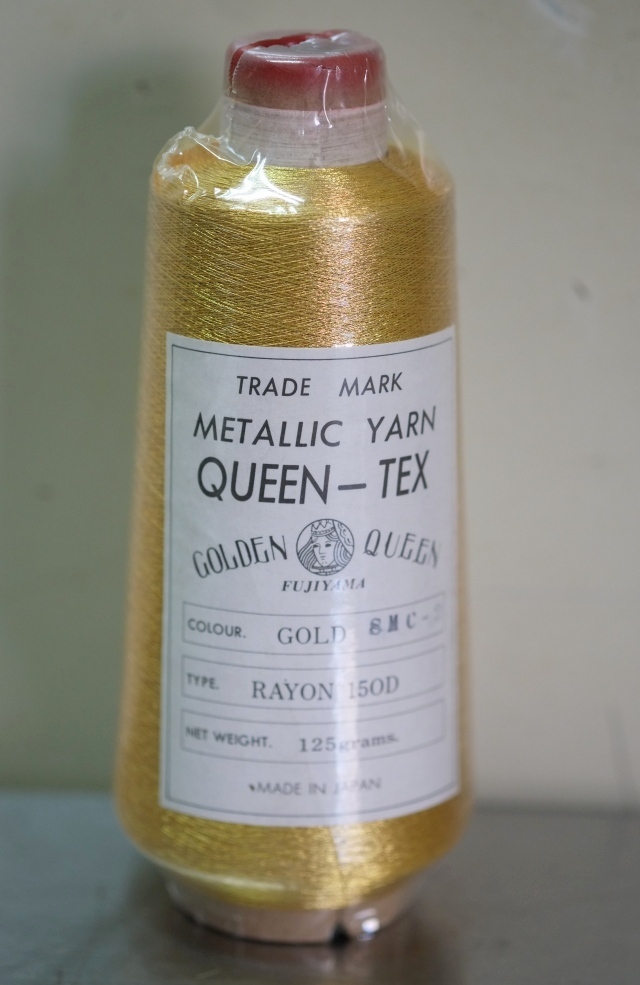 TRADE MARK
METALLIC YARN
QUEEN — TEX
GOLDEN QUEEN
FUJIYAMA
COLOUR. GOLD 8MC-
TYPE. RAYON 150D
NET WEIGHT. 125grams.
MADE IN JAPAN